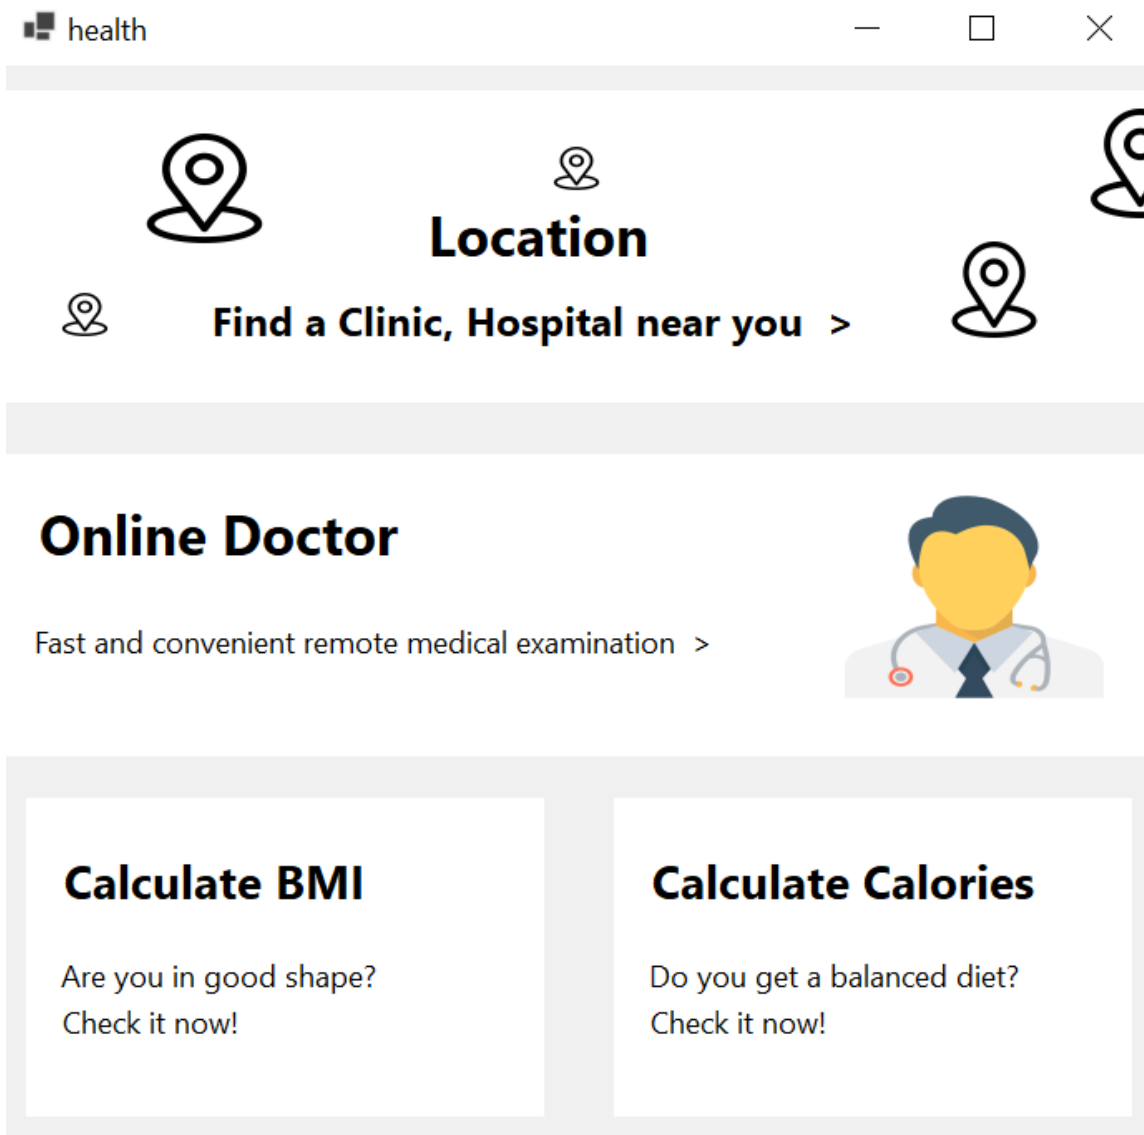 health
Location
Find a Clinic, Hospital near you >
Online Doctor
Fast and convenient remote medical examination >
Calculate BMI
Are you in good shape?
Check it now!
Calculate Calories
Do you get a balanced diet?
Check it now!